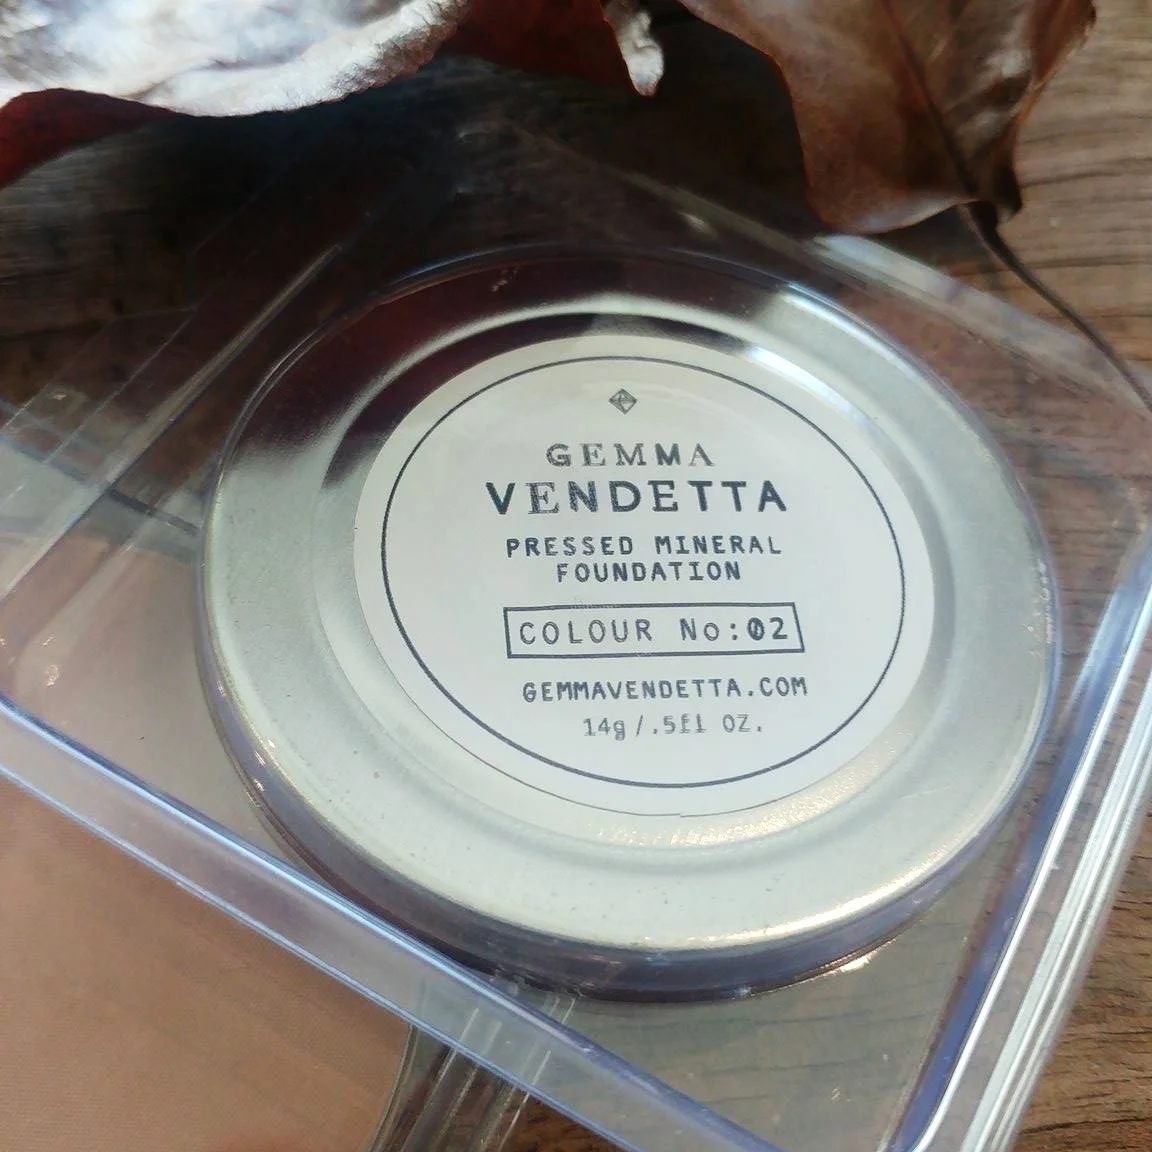 GEMMA
VENDETTA
PRESSED MINERAL
FOUNDATION
COLOUR No:02
GEMMAVENDETTA.COM
14g/.5fl OZ.